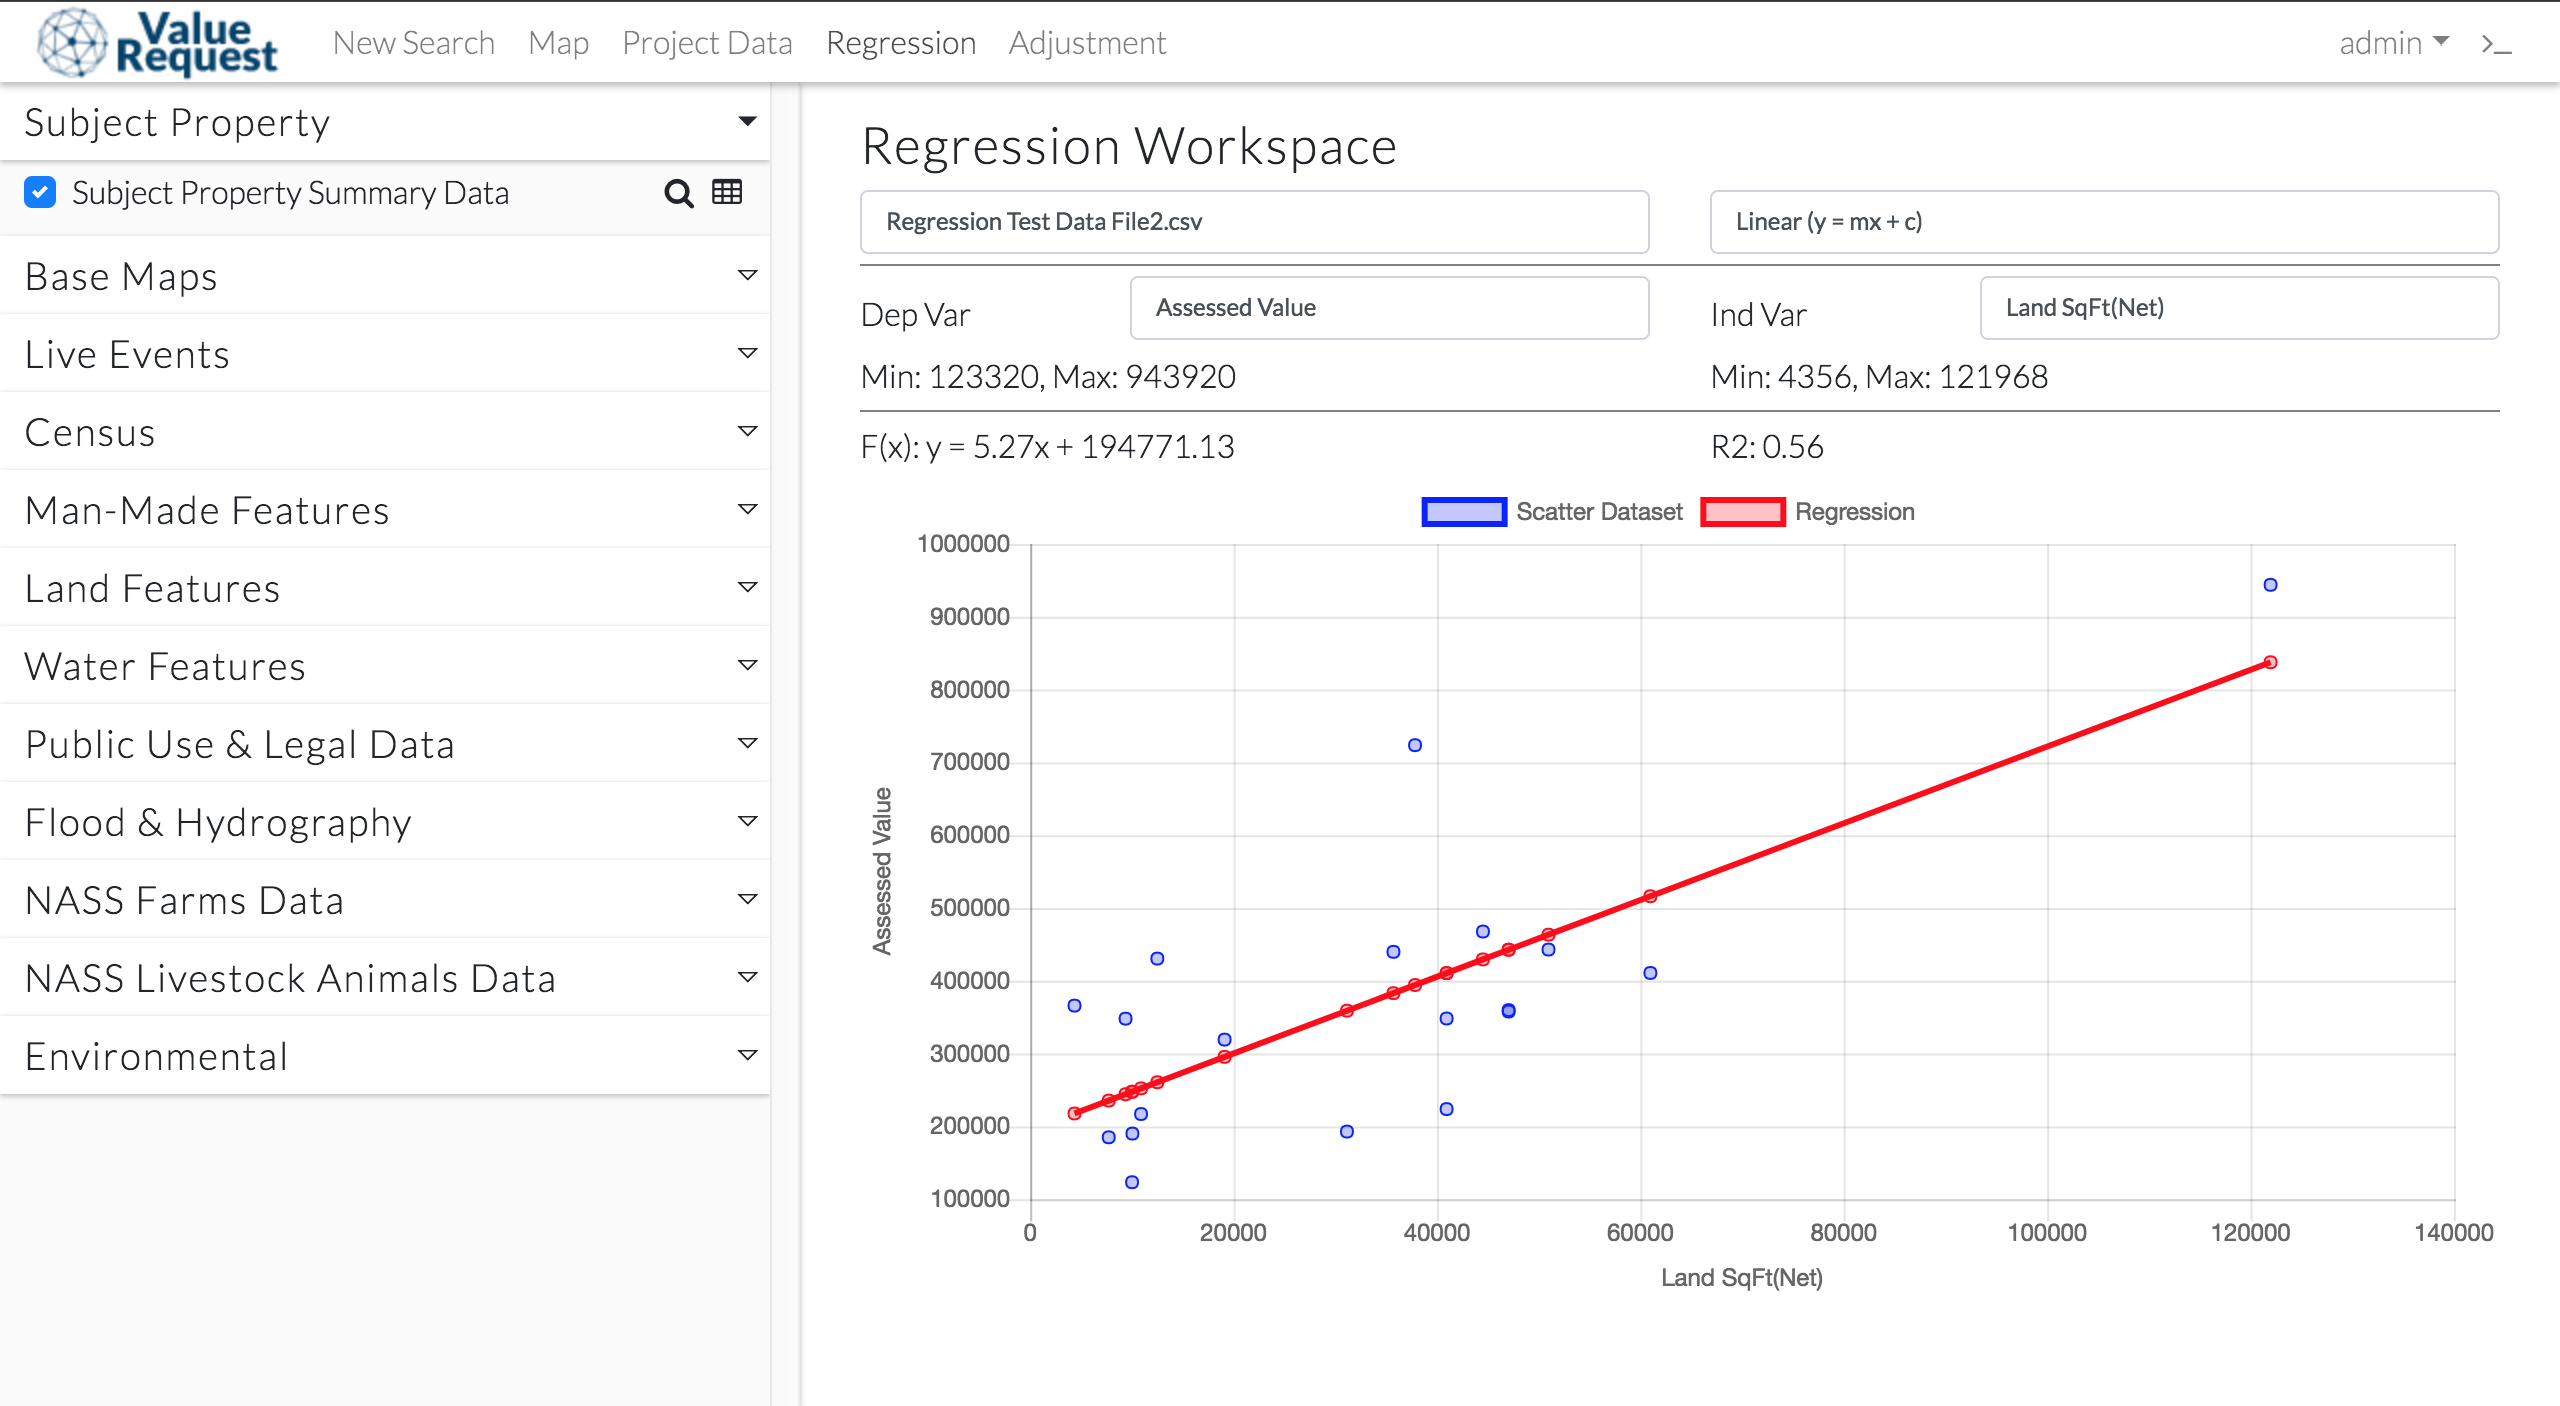 Value
Request
New Search Map Project Data Regression Adjustment admin >_
Subject Property
Subject Property Summary Data
Base Maps
Live Events
Census
Man-Made Features
Land Features
Water Features
Public Use & Legal Data
Flood & Hydrography
NASS Farms Data
NASS Livestock Animals Data
Environmental
Regression Workspace
Regression Test Data File2.csv Linear (y = mx + c)
Dep Var Assessed Value Ind Var Land SqFt(Net)
Min: 123320, Max: 943920 Min: 4356, Max: 121968
F(x): y = 5.27x + 194771.13 R2: 0.56
Scatter Dataset Regression
1000000
900000
800000
700000
600000
500000
400000
300000
200000
100000
Assessed Value
0 20000 40000 60000 80000 100000 120000 140000
Land SqFt(Net)